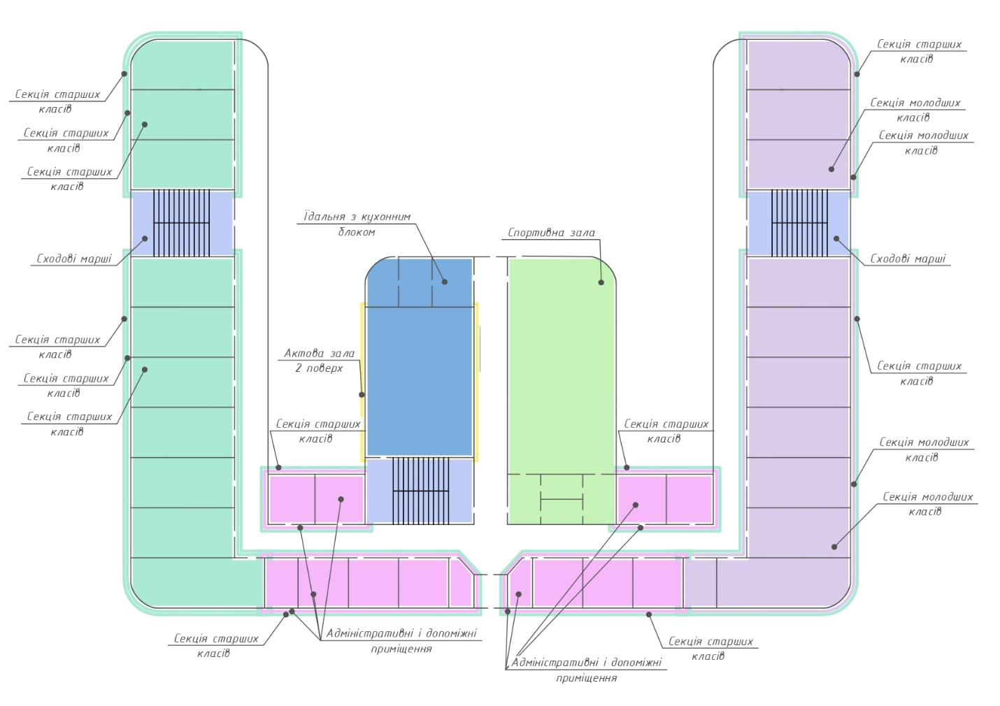 Секція старших
класів
Секція старших
класів
Секція старших
класів
Сходові марші
Секція старших
класів
Секція старших
класів
Секція старших
класів
Їдальня з кухонним
блоком
Спортивна зала
Актова зала
2 поверх
Секція старших
класів
Секція старших
класів
Секція старших
класів
Секція молодших
класів
Секція молодших
класів
Сходові марші
Секція старших
класів
Секція молодших
класів
Секція молодших
класів
Секція старших
класів
Адміністративні і допоміжні
приміщення
Адміністративні і допоміжні
приміщення
Секція старших
класів